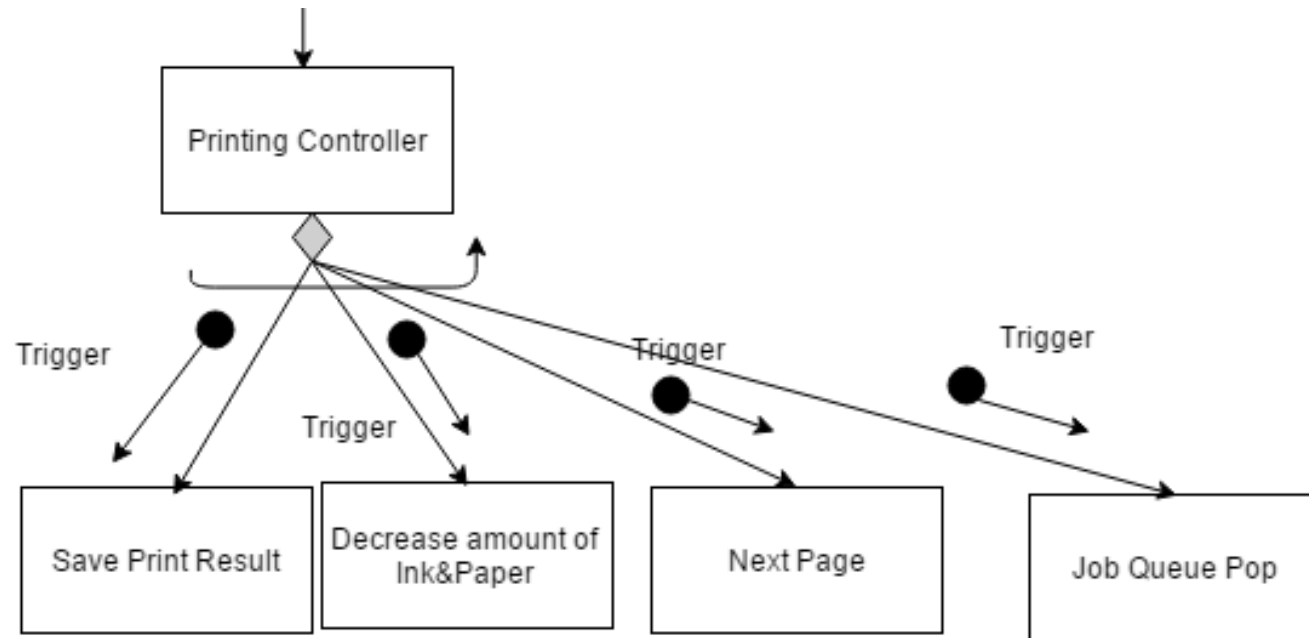 Printing Controller
Trigger
Trigger
Trigger
Trigger
Save Print Result
Decrease amount of
Ink&Paper
Next Page
Job Queue Pop